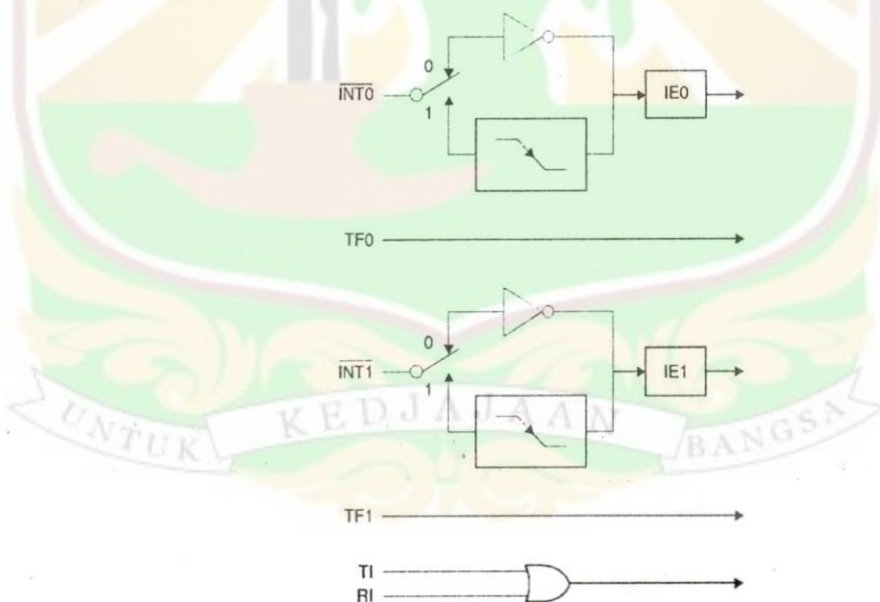 0
INT0
1
IE0
TF0
0
INT1
1
IE1
UNTUK KEDJAJAAN BANGSA
TF1
TI
RI